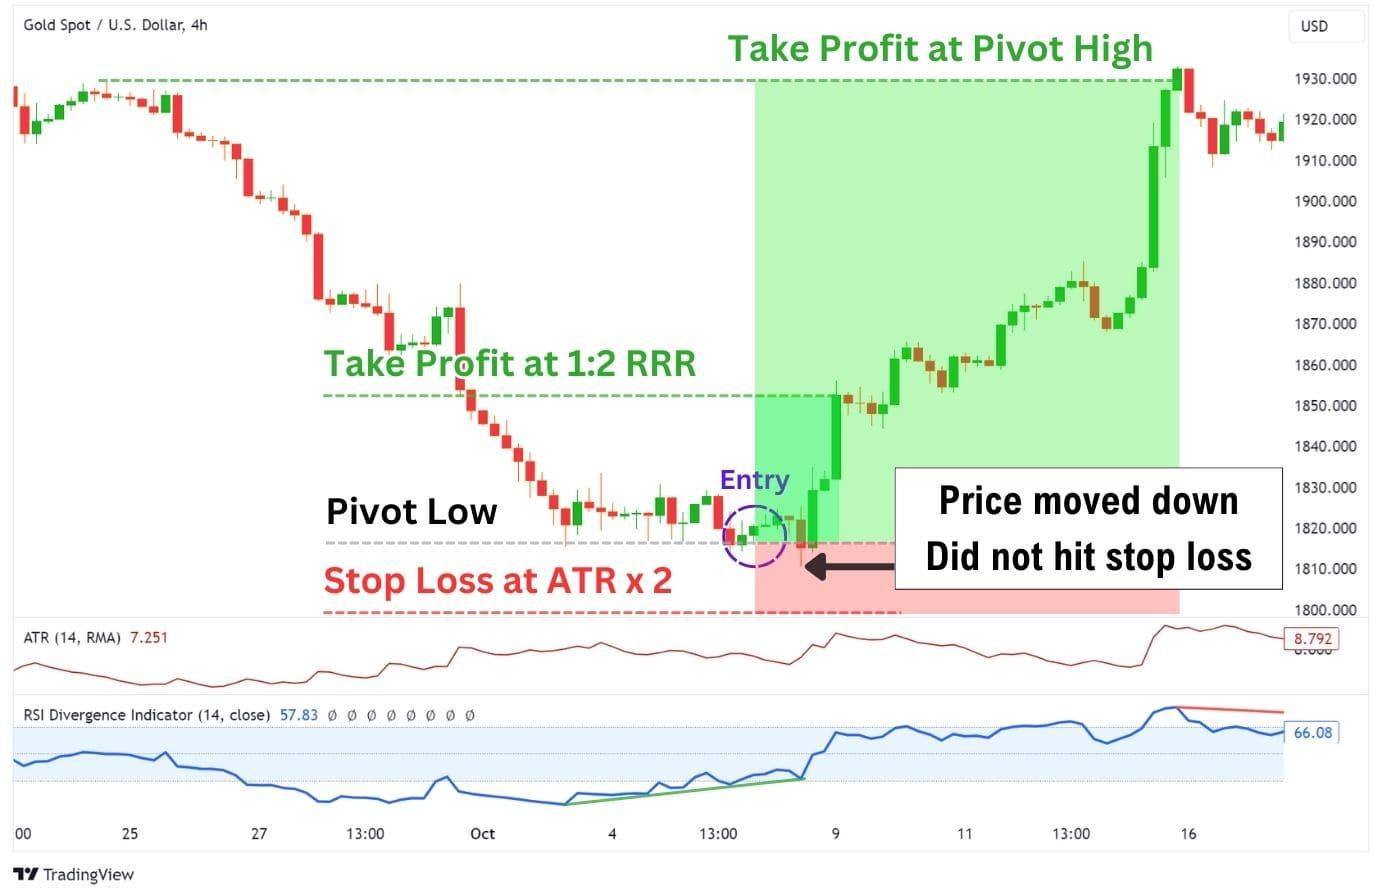 Gold Spot / U.S. Dollar, 4h
USD
Take Profit at Pivot High
1930.000
1920.000
1910.000
1900.000
1890.000
1880.000
1870.000
Take Profit at 1:2 RRR
1860.000
1850.000
1840.000
Entry
1830.000
Pivot Low
Price moved down
1820.000
Did not hit stop loss
1810.000
Stop Loss at ATR x 2
1800.000
ATR (14, RMA) 7.251
8.792
RSI Divergence Indicator (14, close) 57.83 Ø Ø Ø Ø Ø Ø Ø Ø
66.08
00 25 27 13:00 Oct 4 13:00 9 11 13:00 16
TradingView